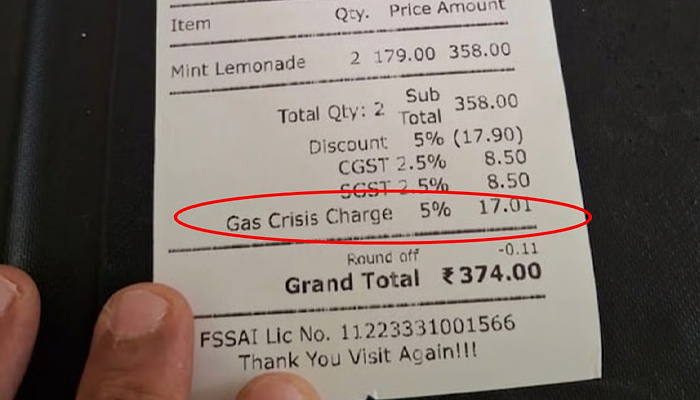 Item Qty. Price Amount
Mint Lemonade 2 179.00 358.00
Total Qty: 2 Sub Total 358.00
Discount 5% (17.90)
CGST 2.5% 8.50
SGST 2.5% 8.50
Gas Crisis Charge 5% 17.01
Round off -0.11
Grand Total ₹374.00
FSSAI Lic No. 11223331001566
Thank You Visit Again!!!